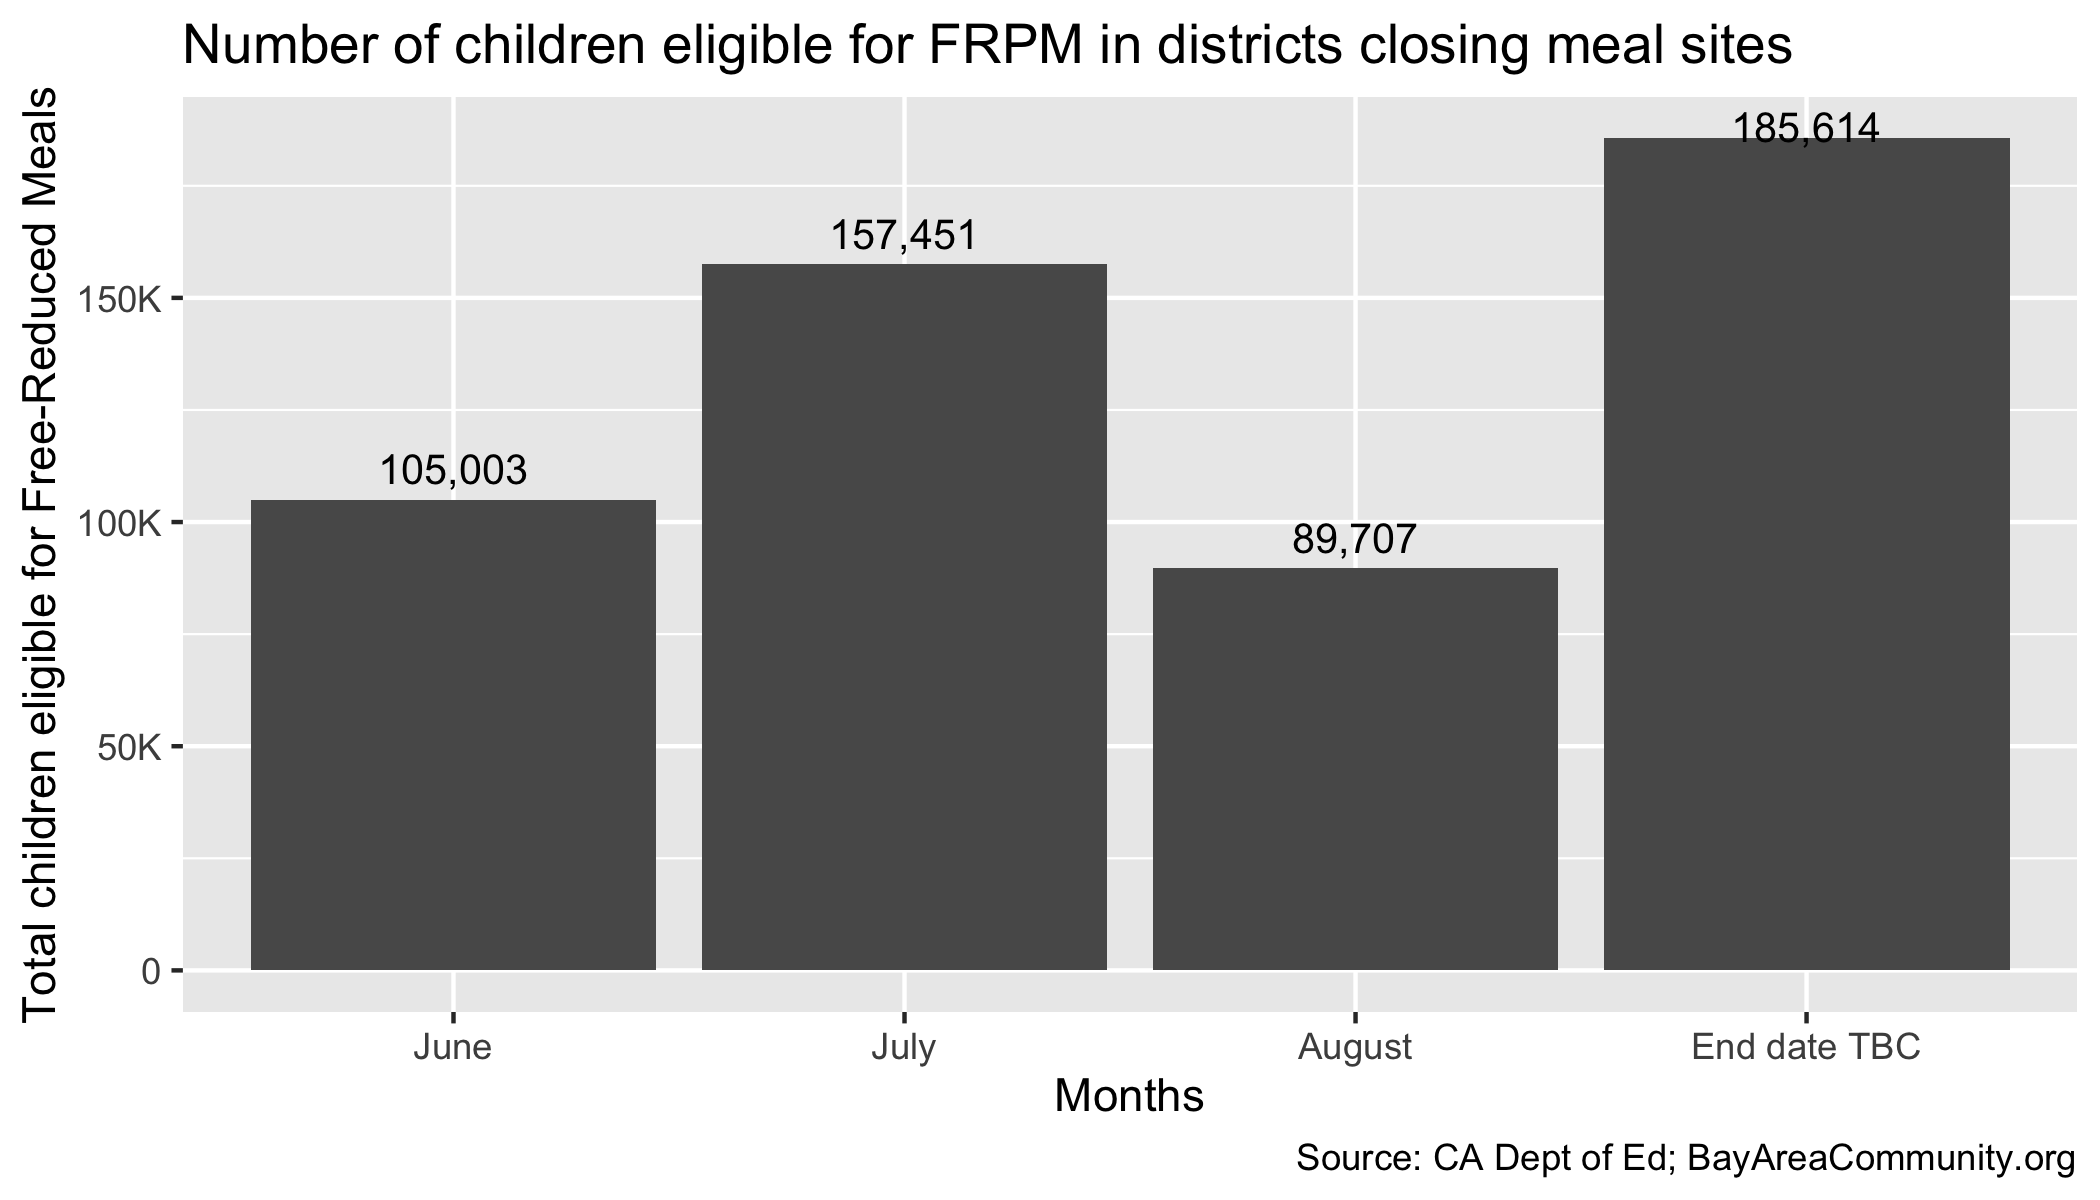 Number of children eligible for FRPM in districts closing meal sites
Total children eligible for Free-Reduced Meals
185,614
157,451
150K
105,003
100K
89,707
50K
0
June
July
August
End date TBC
Months
Source: CA Dept of Ed; BayAreaCommunity.org